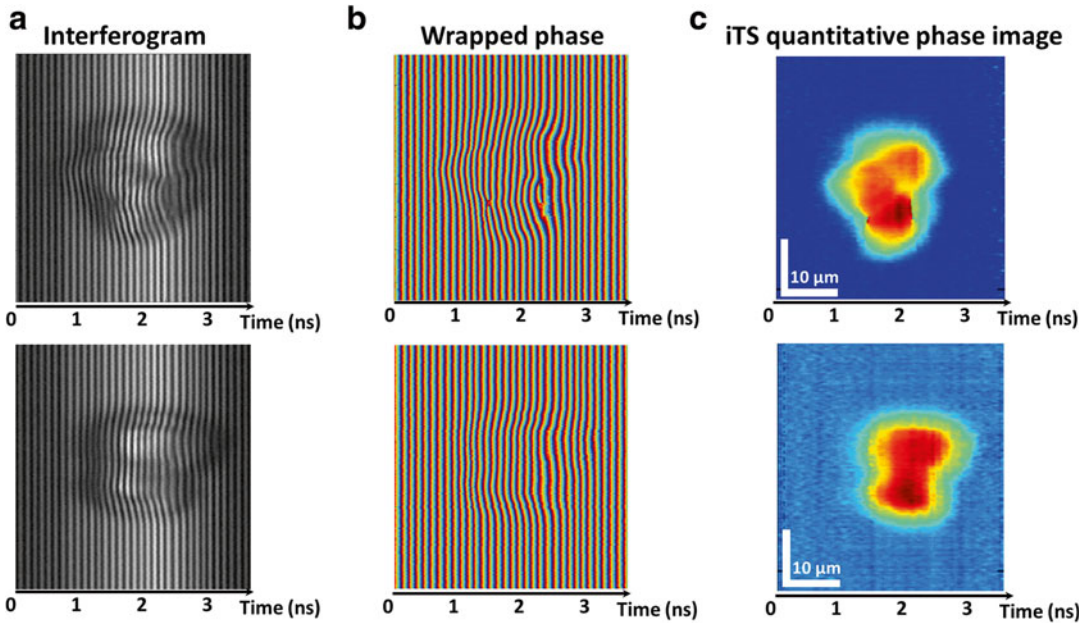 a
Interferogram
b
Wrapped phase
c
iTS quantitative phase image
0 1 2 3 Time (ns)
0 1 2 3 Time (ns)
10 µm
0 1 2 3 Time (ns)
0 1 2 3 Time (ns)
0 1 2 3 Time (ns)
10 µm
0 1 2 3 Time (ns)